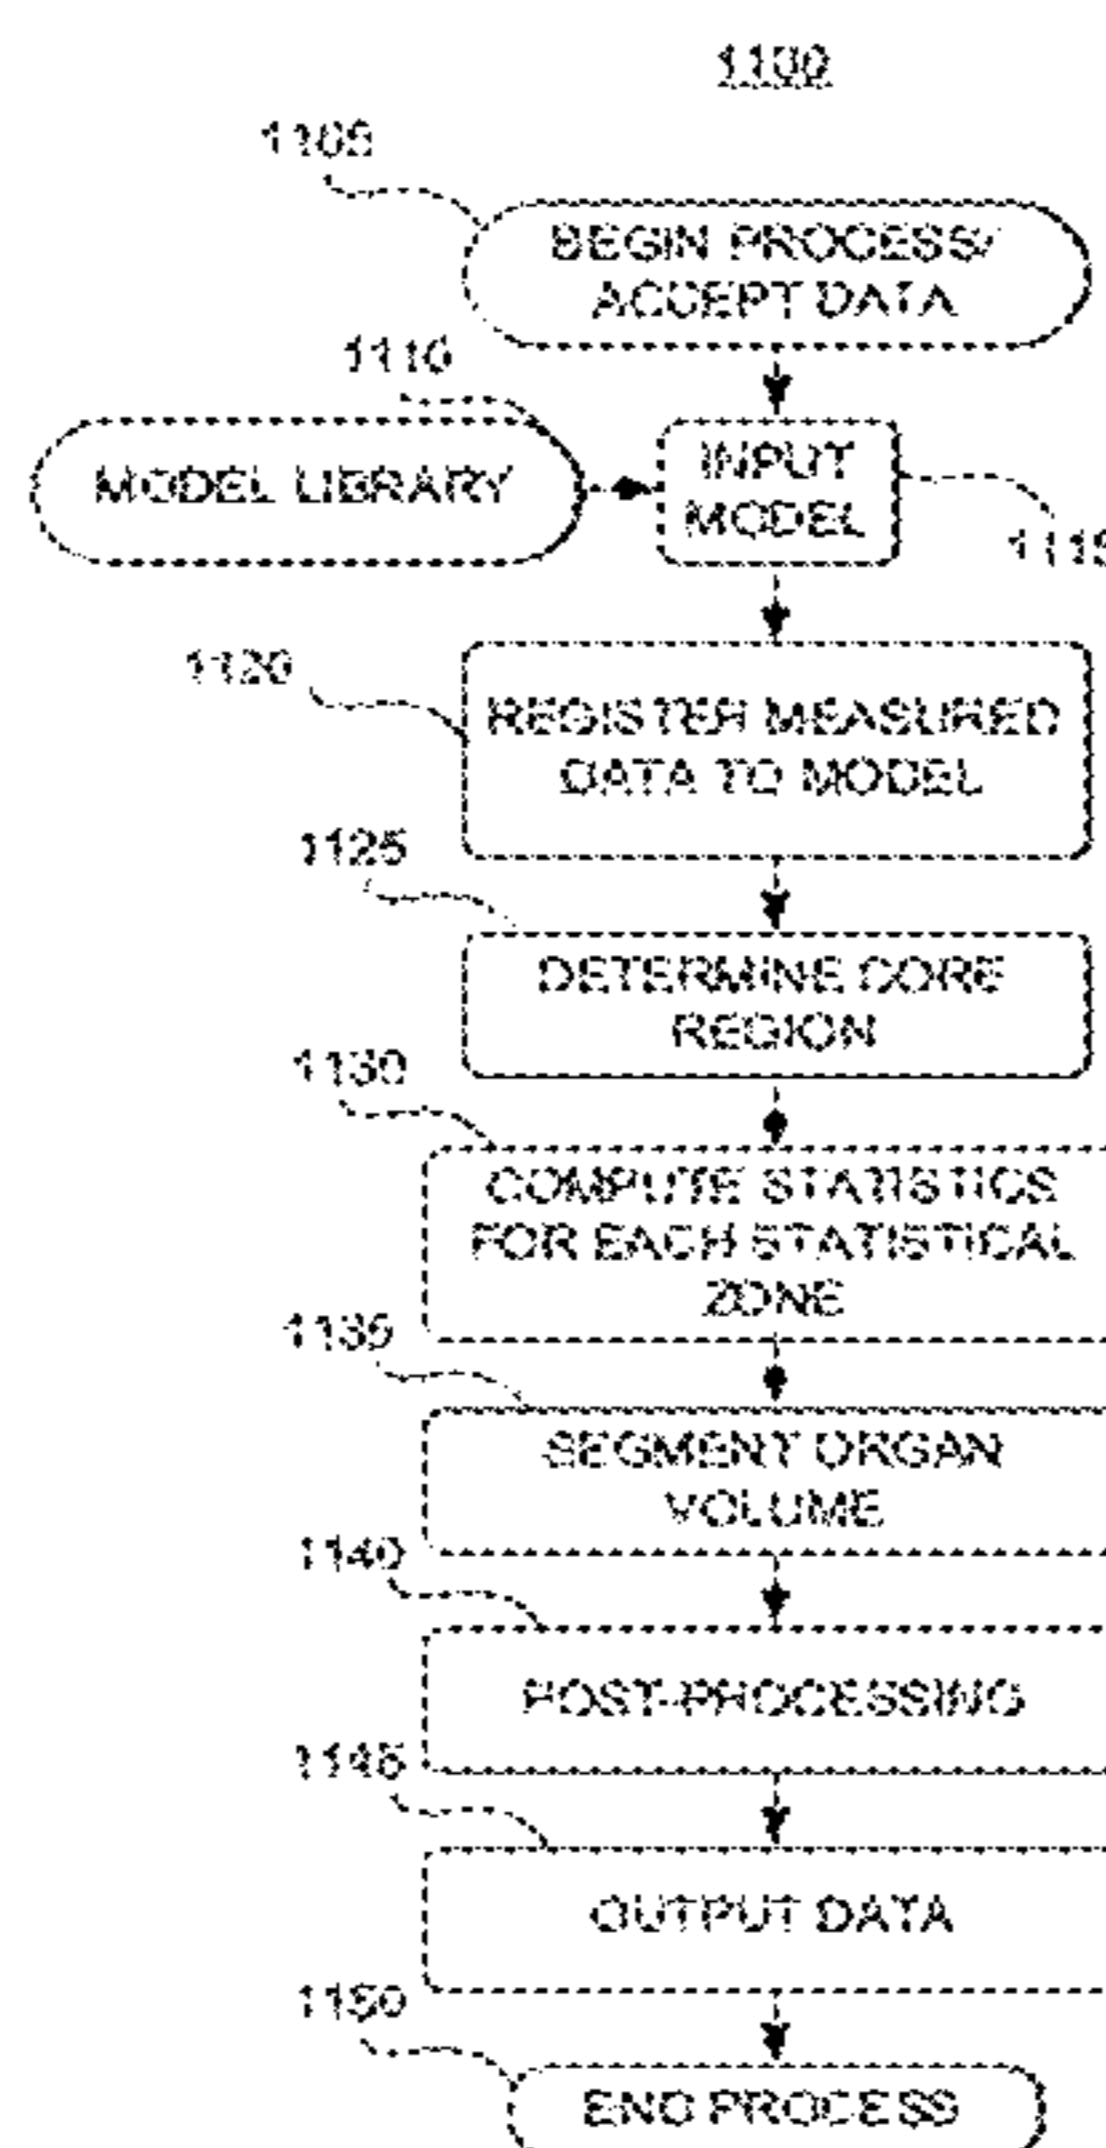 1100
1105
BEGIN PROCESS/
ACCEPT DATA
1110
MODEL LIBRARY
INPUT
MODEL
1115
1120
REGISTER MEASURED
DATA TO MODEL
1125
DETERMINE CORE
REGION
1130
COMPUTE STATISTICS
FOR EACH STATISTICAL
ZONE
1135
SEGMENT ORGAN
VOLUME
1140
POST-PROCESSING
1145
OUTPUT DATA
1150
END PROCESS